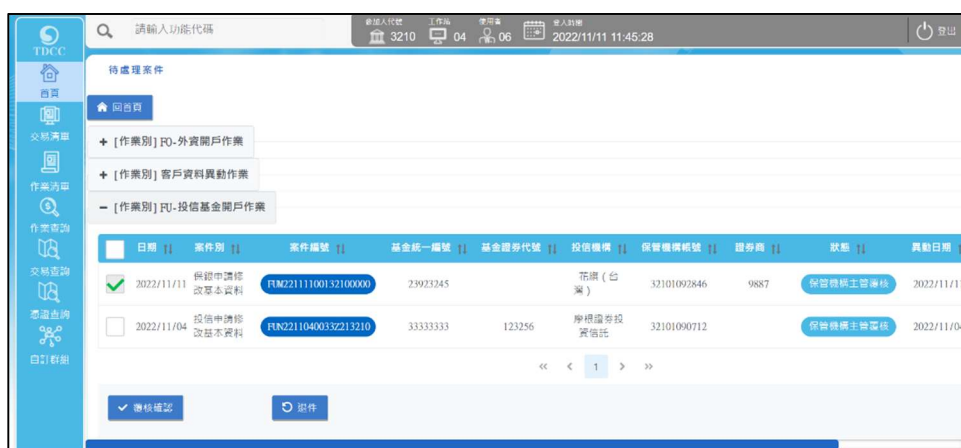 TDCC
請輸入功能代碼
參加人代號 3210
工作站 04
使用者 06
登入時間 2022/11/11 11:45:28
登出
首頁
交易清單
作業清單
作業查詢
交易查詢
憑證查詢
自訂群組
待處理案件
回首頁
+ [作業別] FO-外資開戶作業
+ [作業別] 客戶資料異動作業
− [作業別] FU-投信基金開戶作業
日期 案件別 案件編號 基金統一編號 基金證券代號 投信機構 保管機構帳號 證券商 狀態 異動日期
2022/11/11 保銀申請修改基本資料 FUM22111100132100000 23923245 花旗(台灣) 32101092846 9887 保管機構主管覆核 2022/11/1
2022/11/04 投信申請修改基本資料 33333333 123256 摩根證券投資信託 32101090712 保管機構主管覆核 2022/11/04
« ‹ 1 › »
覆核確認
退件